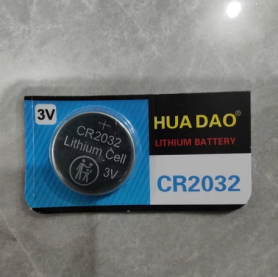 3V
+
CR2032
Lithium Cell
3V
HUA DAO®
LITHIUM BATTERY
CR2032